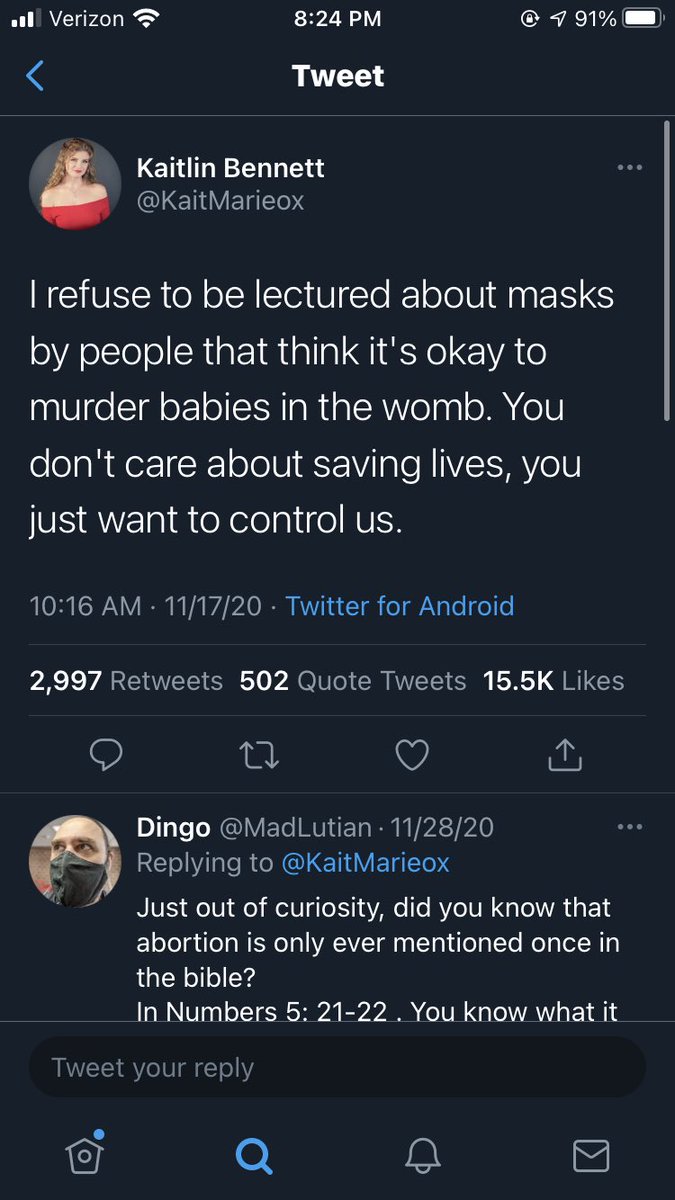 Verizon 8:24 PM 91%
Tweet
Kaitlin Bennett
@KaitMarieox
I refuse to be lectured about masks
by people that think it's okay to
murder babies in the womb. You
don't care about saving lives, you
just want to control us.
10:16 AM · 11/17/20 · Twitter for Android
2,997 Retweets 502 Quote Tweets 15.5K Likes
Dingo @MadLutian · 11/28/20
Replying to @KaitMarieox
Just out of curiosity, did you know that
abortion is only ever mentioned once in
the bible?
In Numbers 5: 21-22 . You know what it
Tweet your reply